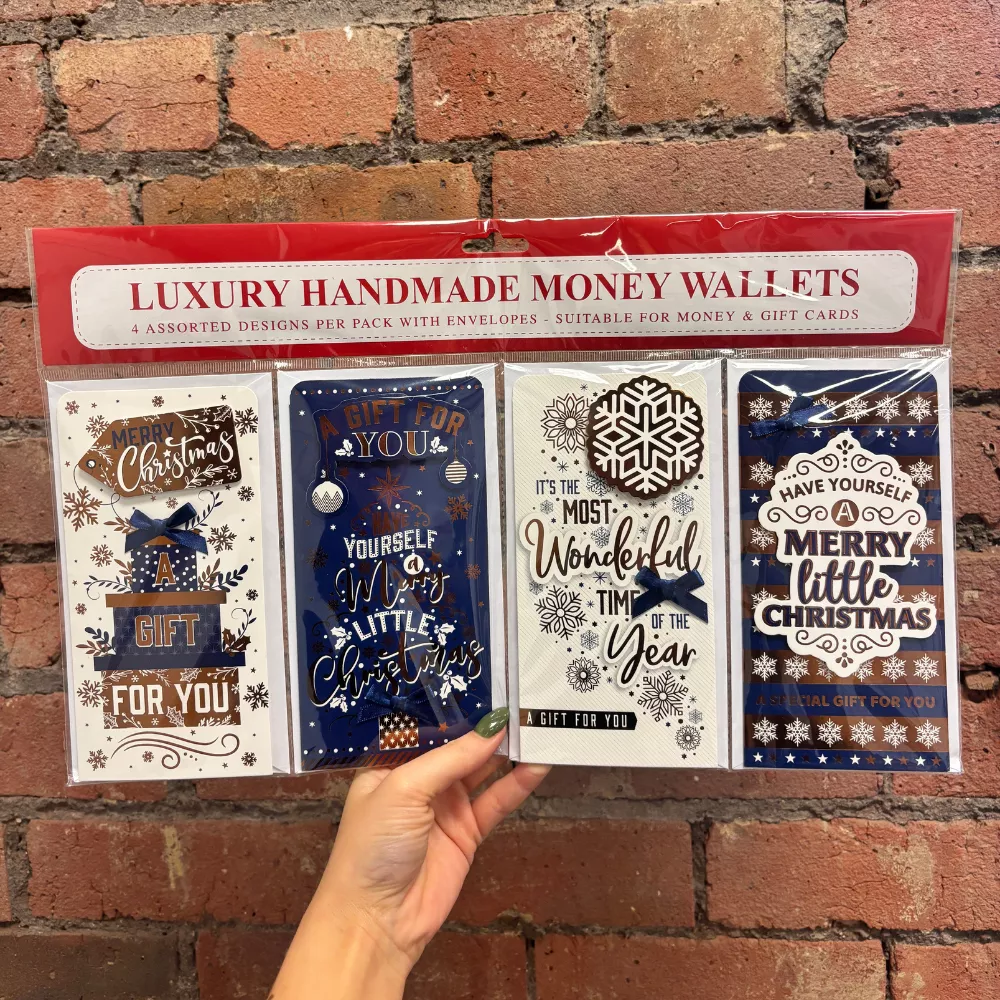 LUXURY HANDMADE MONEY WALLETS
4 ASSORTED DESIGNS PER PACK WITH ENVELOPES - SUITABLE FOR MONEY & GIFT CARDS
MERRY
Christmas
A
GIFT
FOR YOU
A GIFT FOR
YOU
HAVE
YOURSELF
a
Merry
LITTLE
Christmas
IT'S THE
MOST
Wonderful
TIME
OF THE
Year
A GIFT FOR YOU
HAVE YOURSELF
A
MERRY
little
CHRISTMAS
A SPECIAL GIFT FOR YOU